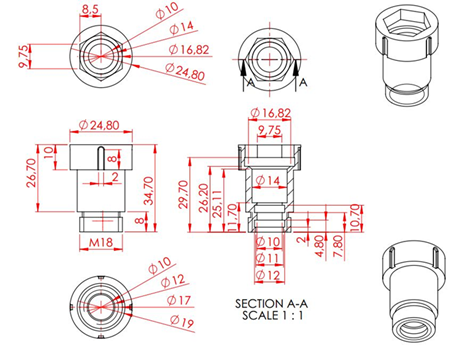 8,5
Ø10
Ø14
Ø16,82
Ø24,80
9,75
A
A
Ø16,82
9,75
Ø24,80
10
8
2
26,70
34,70
8
M18
29,70
26,20
25,11
11,70
Ø14
2
4,80
7,80
10,70
Ø10
Ø11
Ø12
Ø10
Ø12
Ø17
Ø19
SECTION A-A
SCALE 1 : 1